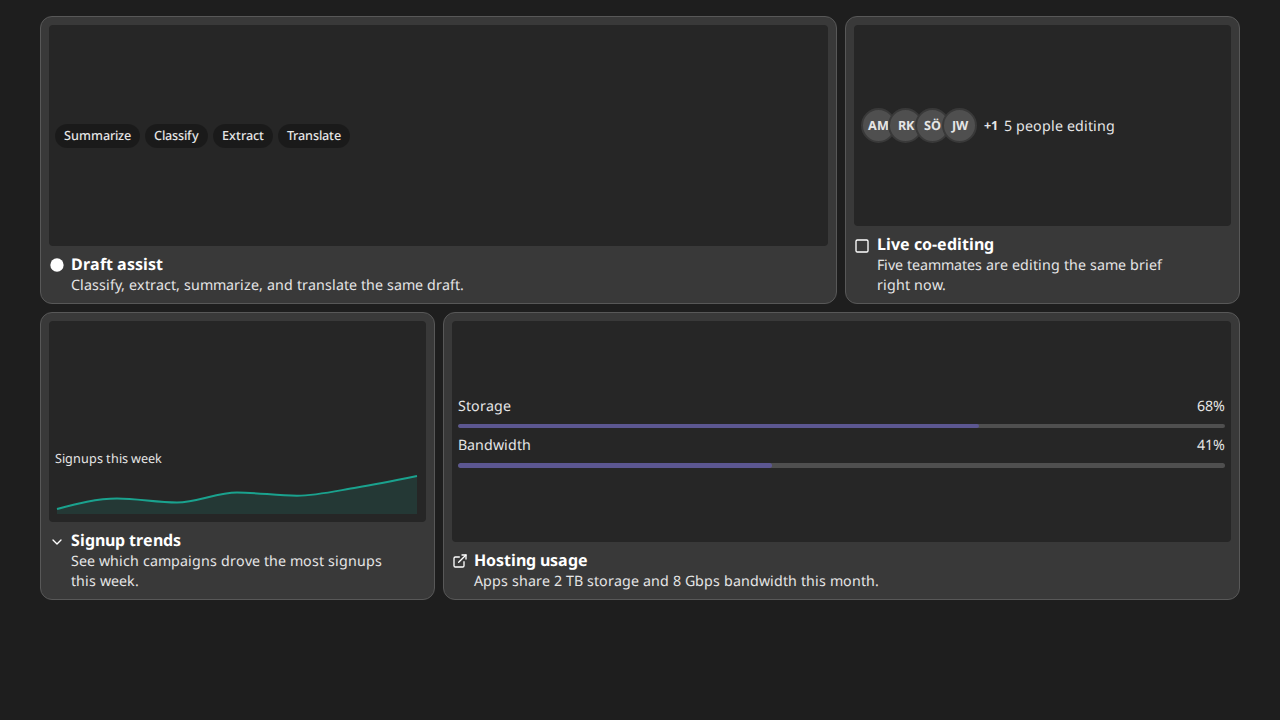 Summarize Classify Extract Translate
Draft assist
Classify, extract, summarize, and translate the same draft.
AM RK SÖ JW +1 5 people editing
Live co-editing
Five teammates are editing the same brief
right now.
Signups this week
Signup trends
See which campaigns drove the most signups
this week.
Storage 68%
Bandwidth 41%
Hosting usage
Apps share 2 TB storage and 8 Gbps bandwidth this month.